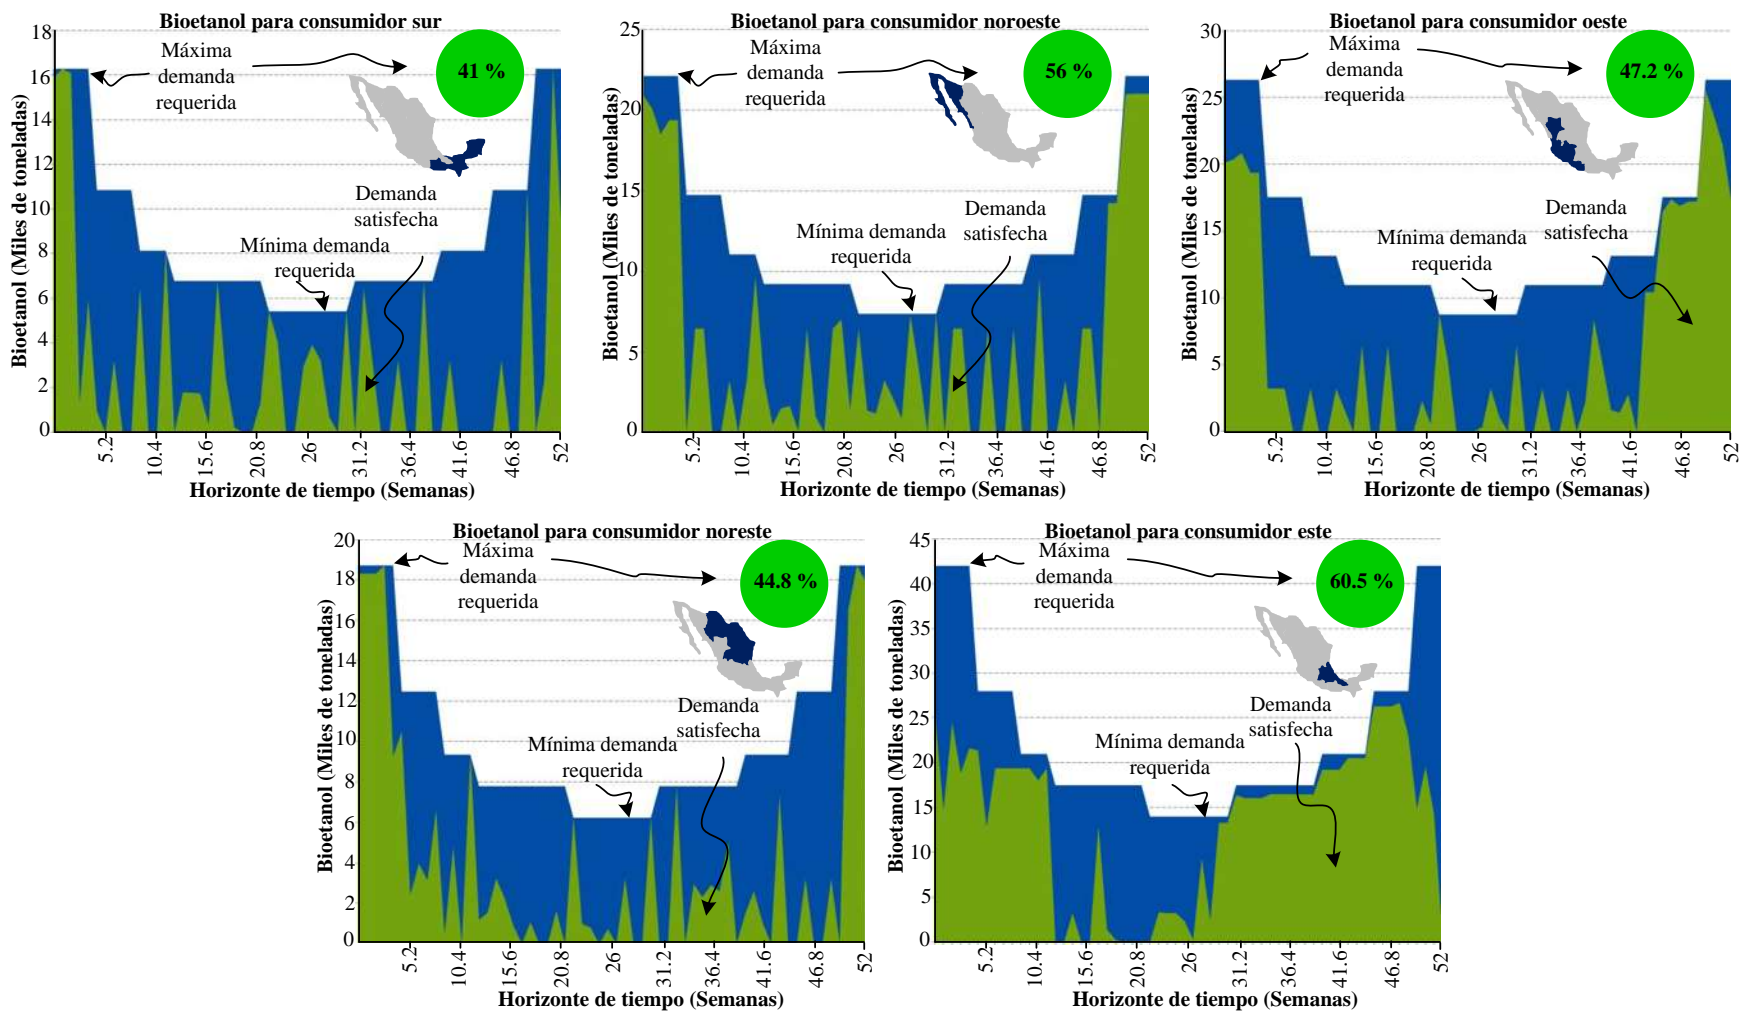 Bioetanol para consumidor sur
Bioetanol (Miles de toneladas)
18
16
14
12
10
8
6
4
2
0
Máxima
demanda
requerida
41 %
Demanda
satisfecha
Mínima demanda
requerida
5.2
10.4
15.6
20.8
26
31.2
36.4
41.6
46.8
52
Horizonte de tiempo (Semanas)
Bioetanol para consumidor noroeste
Bioetanol (Miles de toneladas)
25
20
15
10
5
0
Máxima
demanda
requerida
56 %
Demanda
satisfecha
Mínima demanda
requerida
5.2
10.4
15.6
20.8
26
31.2
36.4
41.6
46.8
52
Horizonte de tiempo (Semanas)
Bioetanol para consumidor oeste
Bioetanol (Miles de toneladas)
30
25
20
15
10
5
0
Máxima
demanda
requerida
47.2 %
Demanda
satisfecha
Mínima demanda
requerida
5.2
10.4
15.6
20.8
26
31.2
36.4
41.6
46.8
52
Horizonte de tiempo (Semanas)
Bioetanol para consumidor noreste
Bioetanol (Miles de toneladas)
20
18
16
14
12
10
8
6
4
2
0
Máxima
demanda
requerida
44.8 %
Demanda
satisfecha
Mínima demanda
requerida
5.2
10.4
15.6
20.8
26
31.2
36.4
41.6
46.8
52
Horizonte de tiempo (Semanas)
Bioetanol para consumidor este
Bioetanol (Miles de toneladas)
45
40
35
30
25
20
15
10
5
0
Máxima
demanda
requerida
60.5 %
Demanda
satisfecha
Mínima demanda
requerida
5.2
10.4
15.6
20.8
26
31.2
36.4
41.6
46.8
52
Horizonte de tiempo (Semanas)